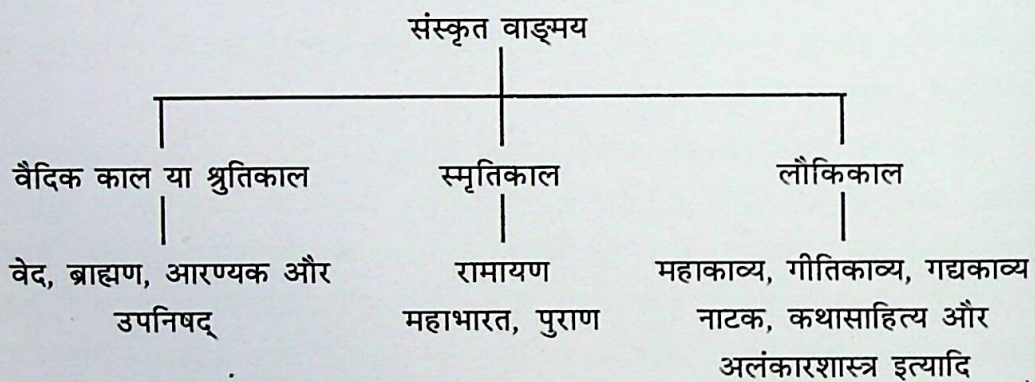 संस्कृत वाङ्मय
वैदिक काल या श्रुतिकाल
स्मृतिकाल
लौकिकाल
वेद, ब्राह्मण, आरण्यक और
उपनिषद्
रामायण
महाभारत, पुराण
महाकाव्य, गीतिकाव्य, गद्यकाव्य
नाटक, कथासाहित्य और
अलंकारशास्त्र इत्यादि